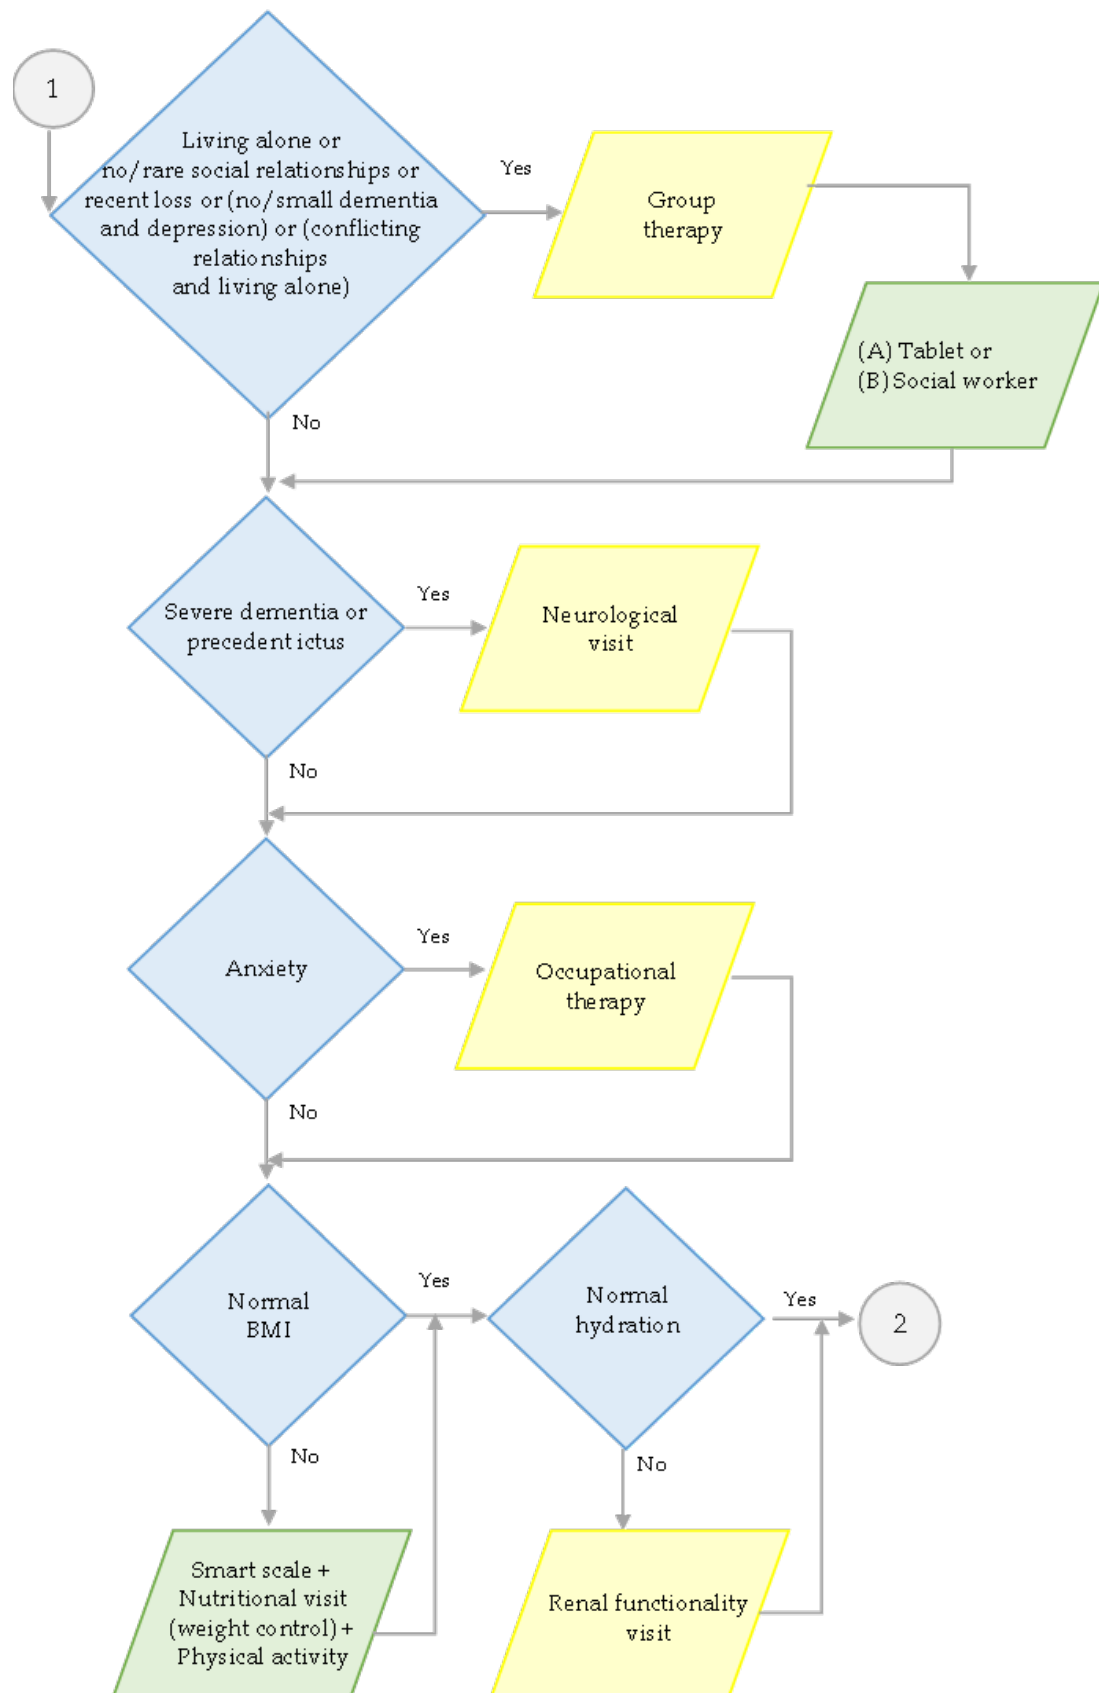 1
Living alone or
no/rare social relationships or
recent loss or (no/small dementia
and depression) or (conflicting
relationships
and living alone)
Yes
Group
therapy
(A) Tablet or
(B) Social worker
No
Severe dementia or
precedent ictus
Yes
Neurological
visit
No
Anxiety
Yes
Occupational
therapy
No
Normal
BMI
Yes
Normal
hydration
Yes
2
No
No
Smart scale +
Nutritional visit
(weight control) +
Physical activity
Renal functionality
visit